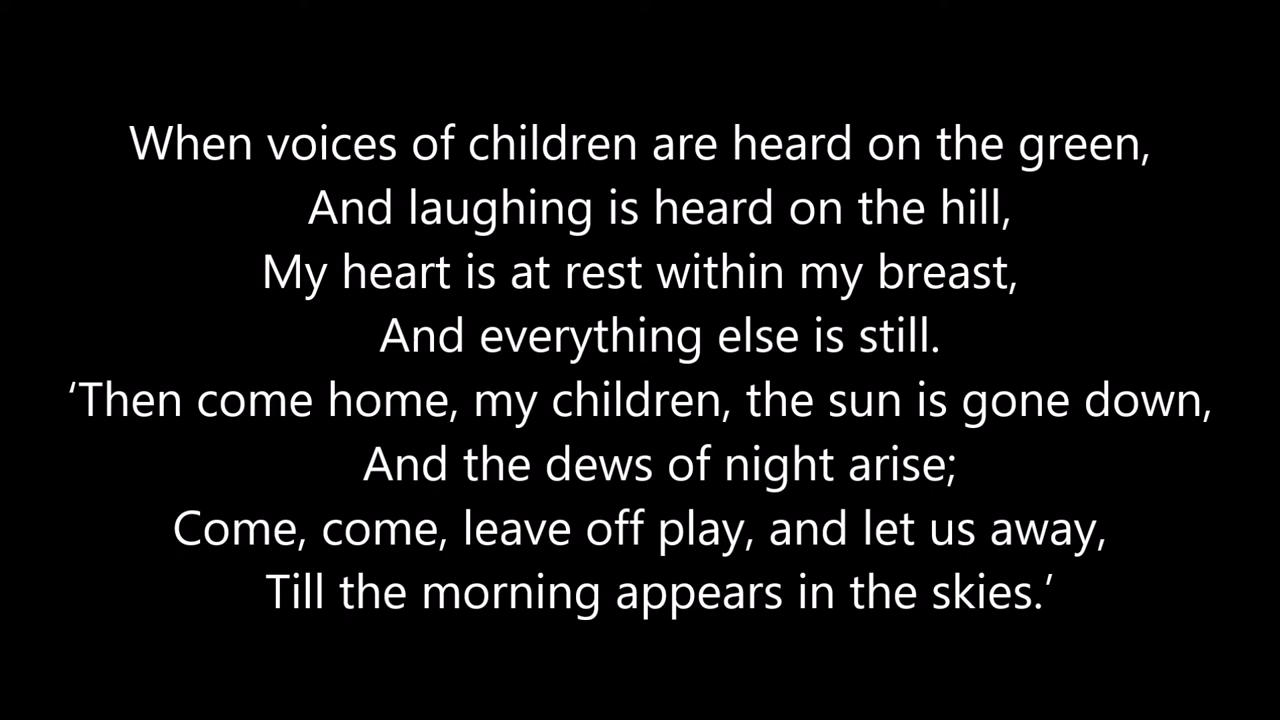 When voices of children are heard on the green,
And laughing is heard on the hill,
My heart is at rest within my breast,
And everything else is still.
‘Then come home, my children, the sun is gone down,
And the dews of night arise;
Come, come, leave off play, and let us away,
Till the morning appears in the skies.’